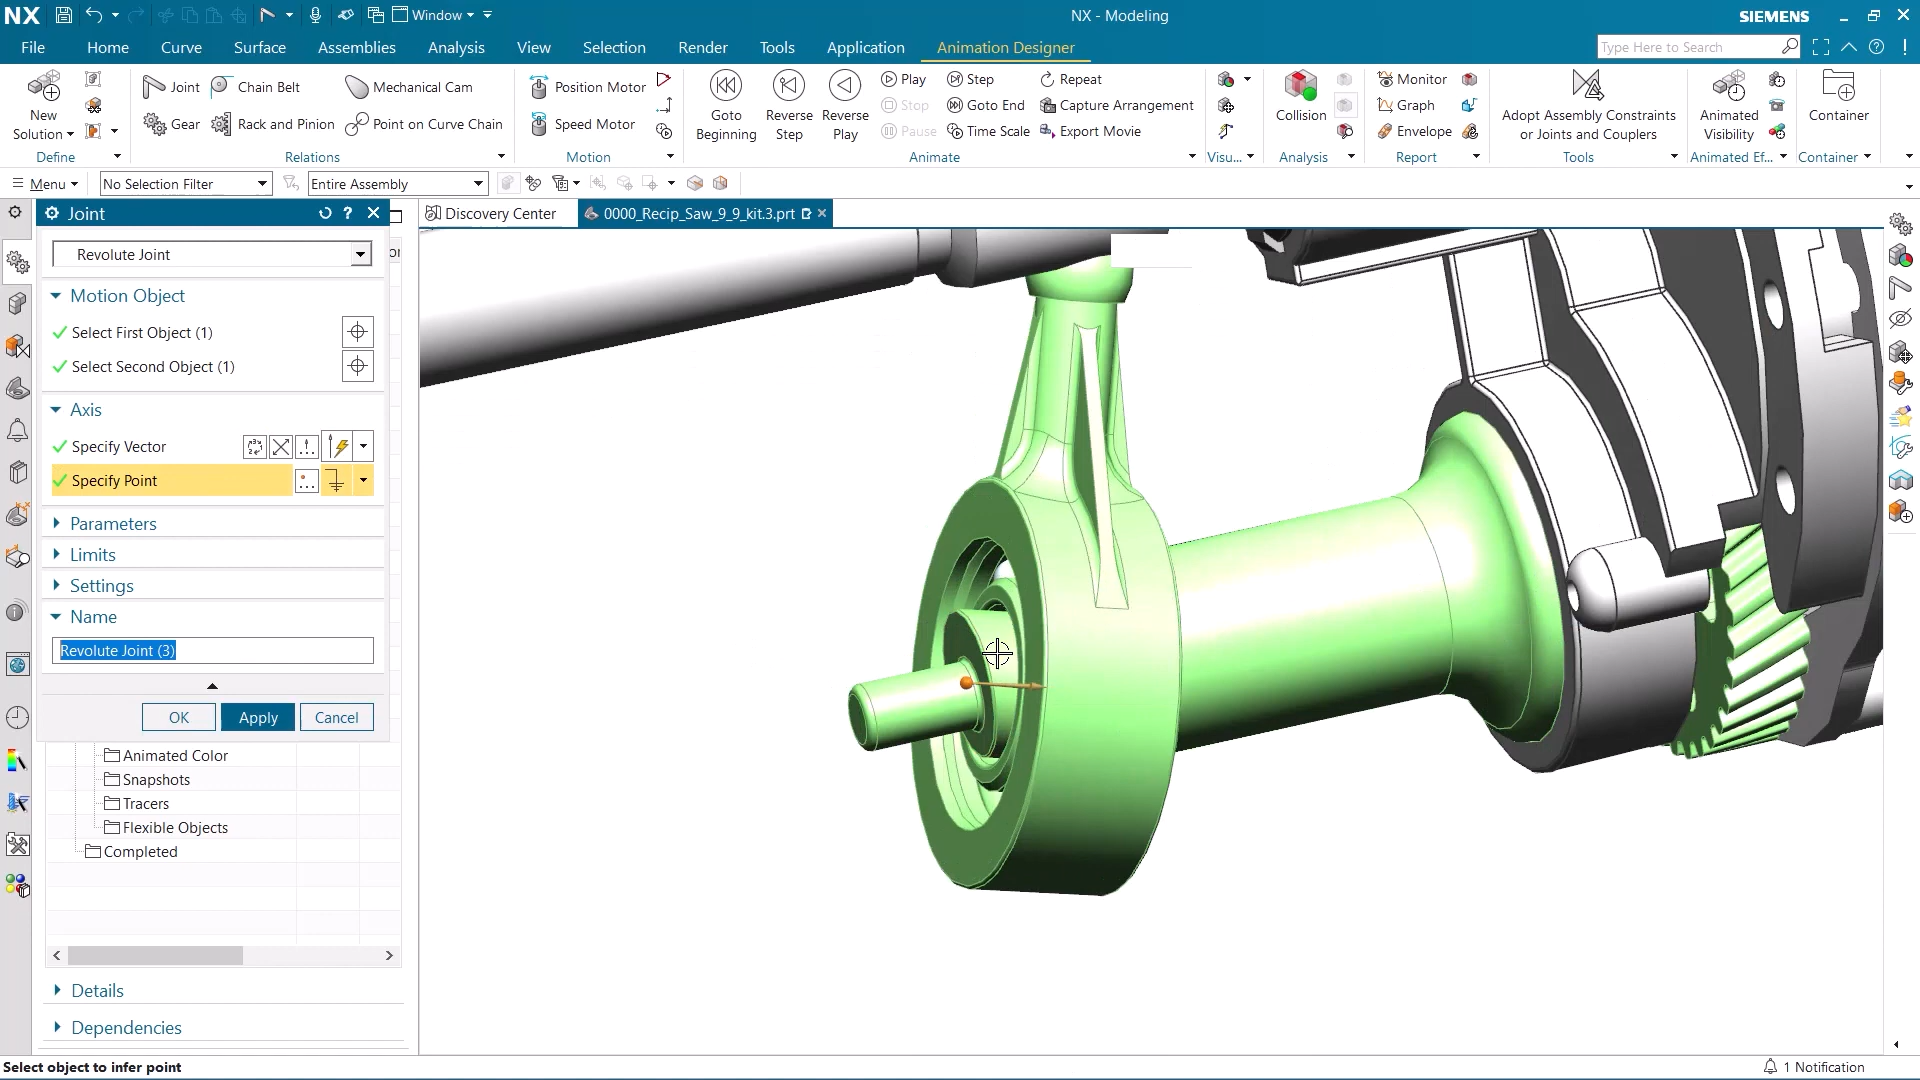 NX
Window
NX - Modeling
SIEMENS
File
Home
Curve
Surface
Assemblies
Analysis
View
Selection
Render
Tools
Application
Animation Designer
Type Here to Search
New
Solution
Define
Joint
Chain Belt
Mechanical Cam
Gear
Rack and Pinion
Point on Curve Chain
Relations
Position Motor
Speed Motor
Motion
Goto
Beginning
Reverse
Step
Reverse
Play
Play
Stop
Pause
Step
Goto End
Time Scale
Repeat
Capture Arrangement
Export Movie
Animate
Visu...
Collision
Analysis
Monitor
Graph
Envelope
Report
Adopt Assembly Constraints
or Joints and Couplers
Tools
Animated
Visibility
Animated Ef...
Container
Container
Menu
No Selection Filter
Entire Assembly
Joint
Discovery Center
0000_Recip_Saw_9_9_kit.3.prt
Revolute Joint
Motion Object
Select First Object (1)
Select Second Object (1)
Axis
Specify Vector
Specify Point
Parameters
Limits
Settings
Name
Revolute Joint (3)
OK
Apply
Cancel
Animated Color
Snapshots
Tracers
Flexible Objects
Completed
Details
Dependencies
Select object to infer point
1 Notification